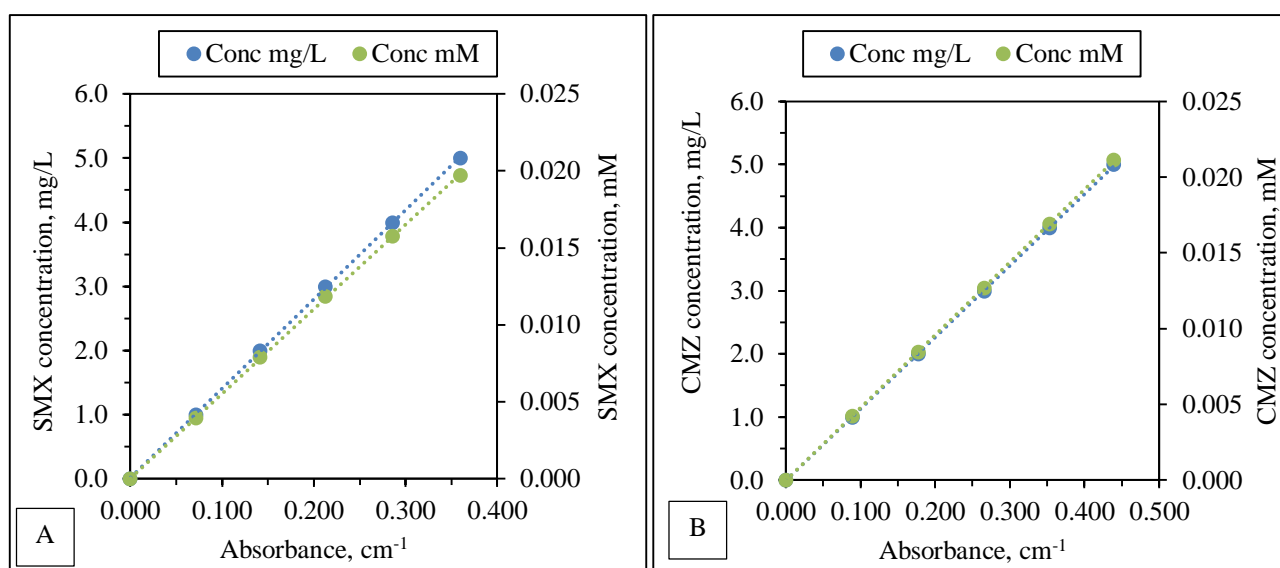 Conc mg/L Conc mM
6.0
5.0
4.0
3.0
2.0
1.0
0.0
SMX concentration, mg/L
0.025
0.020
0.015
0.010
0.005
0.000
SMX concentration, mM
0.000 0.100 0.200 0.300 0.400
Absorbance, cm⁻¹
A
Conc mg/L Conc mM
6.0
5.0
4.0
3.0
2.0
1.0
0.0
CMZ concentration, mg/L
0.025
0.020
0.015
0.010
0.005
0.000
CMZ concentration, mM
0.000 0.100 0.200 0.300 0.400 0.500
Absorbance, cm⁻¹
B